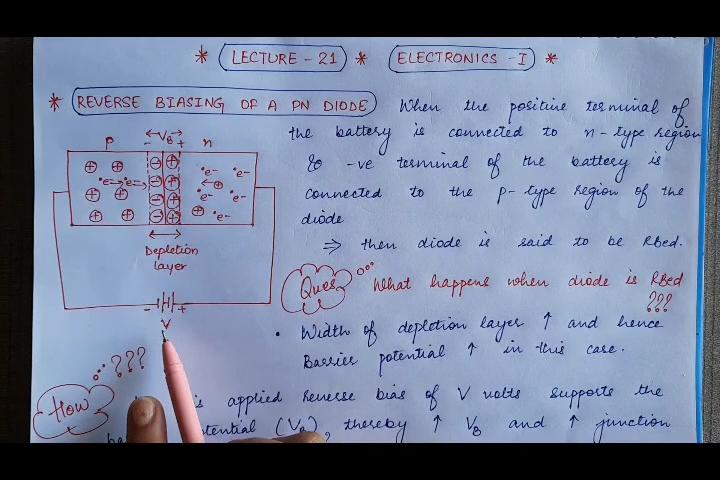 * LECTURE - 21 * ELECTRONICS - I *
* REVERSE BIASING OF A PN DIODE When the positive terminal of
the battery is connected to n-type region
& -ve terminal of the battery is
connected to the p-type region of the
diode
⇒ then diode is said to be RBed.
P - VB + n
+ + - + •e- •e-
+ •e- •e- - + + •e- •e-
+ + - + + •e-
Depletion
layer
- +
V
Ques What happens when diode is RBed
???
• Width of depletion layer ↑ and hence
Barrier potential ↑ in this case.
How ???
is applied reverse bias of V volts supports the
(VB), thereby ↑ VB and ↑ junction